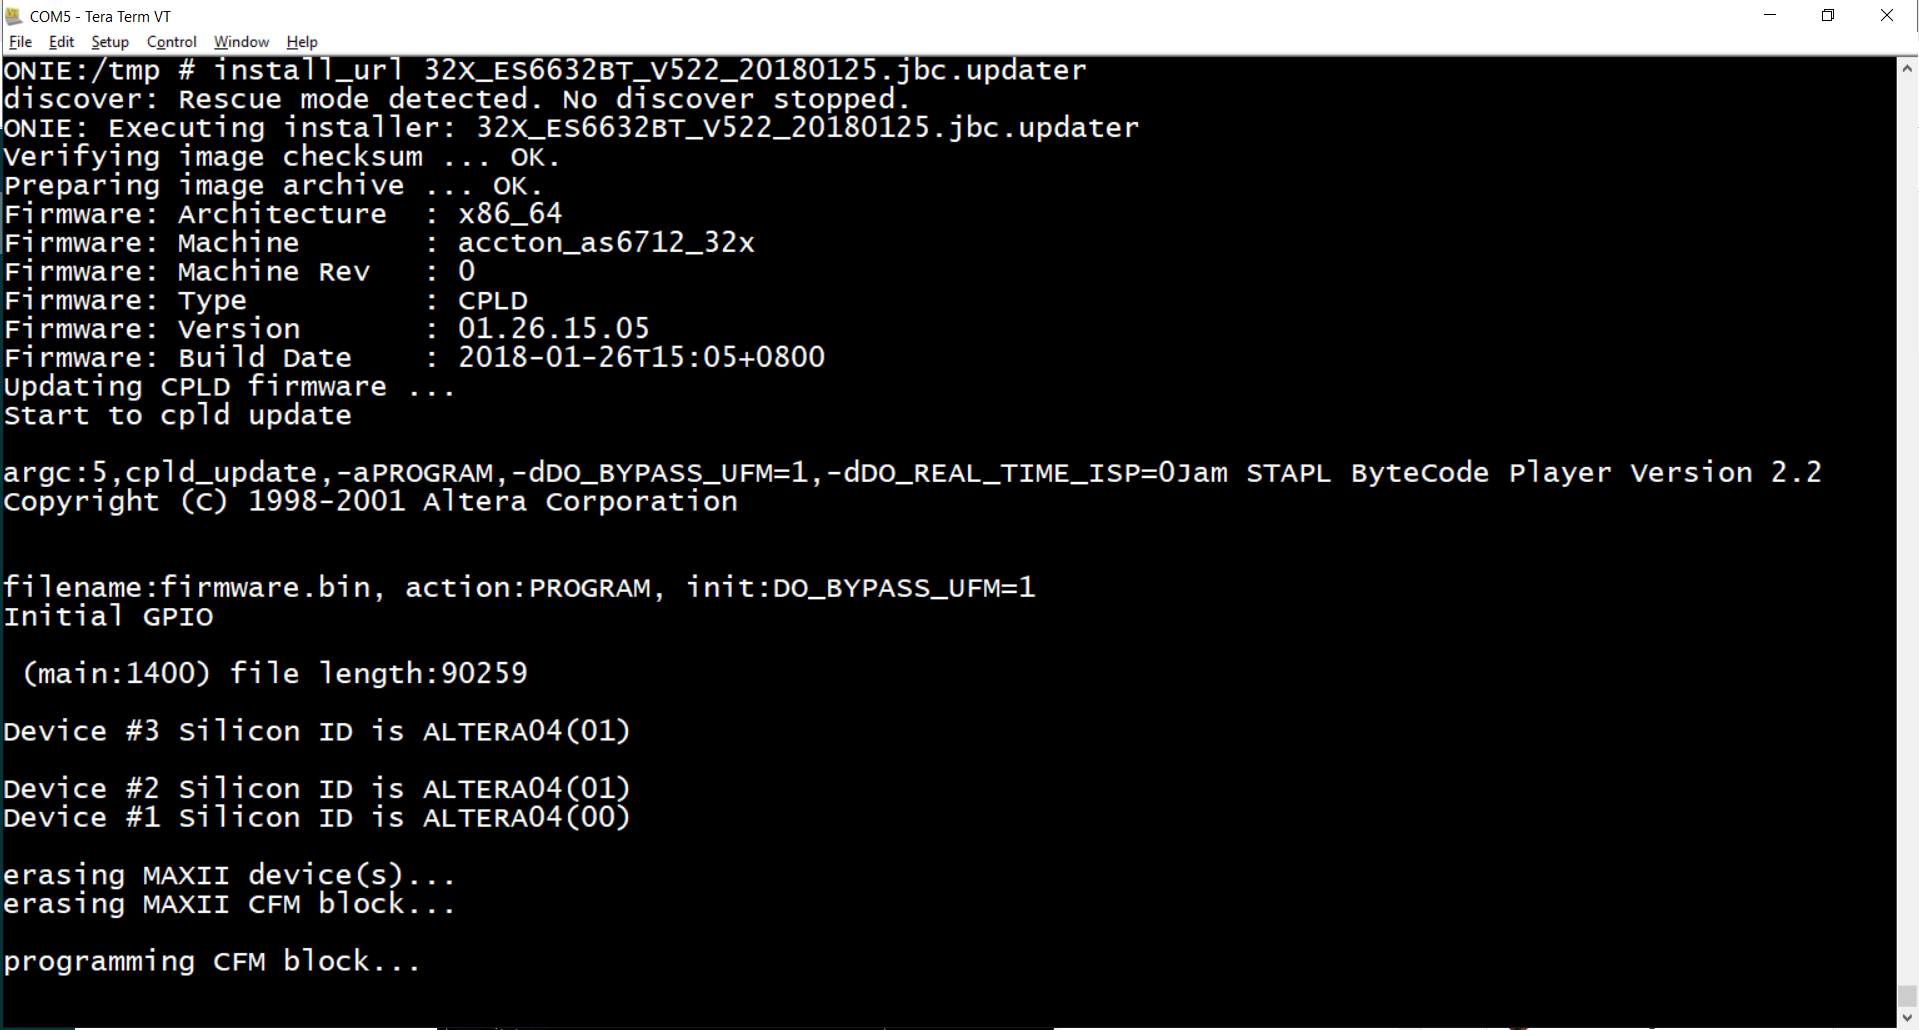 COM5 - Tera Term VT
File Edit Setup Control Window Help
ONIE:/tmp # install_url 32X_ES6632BT_V522_20180125.jbc.updater
discover: Rescue mode detected. No discover stopped.
ONIE: Executing installer: 32X_ES6632BT_V522_20180125.jbc.updater
Verifying image checksum ... OK.
Preparing image archive ... OK.
Firmware: Architecture  : x86_64
Firmware: Machine       : accton_as6712_32x
Firmware: Machine Rev   : 0
Firmware: Type          : CPLD
Firmware: Version       : 01.26.15.05
Firmware: Build Date    : 2018-01-26T15:05+0800
Updating CPLD firmware ...
Start to cpld update
argc:5,cpld_update,-aPROGRAM,-dDO_BYPASS_UFM=1,-dDO_REAL_TIME_ISP=0Jam STAPL ByteCode Player Version 2.2
Copyright (C) 1998-2001 Altera Corporation
filename:firmware.bin, action:PROGRAM, init:DO_BYPASS_UFM=1
Initial GPIO
(main:1400) file length:90259
Device #3 Silicon ID is ALTERA04(01)
Device #2 Silicon ID is ALTERA04(01)
Device #1 Silicon ID is ALTERA04(00)
erasing MAXII device(s)...
erasing MAXII CFM block...
programming CFM block...